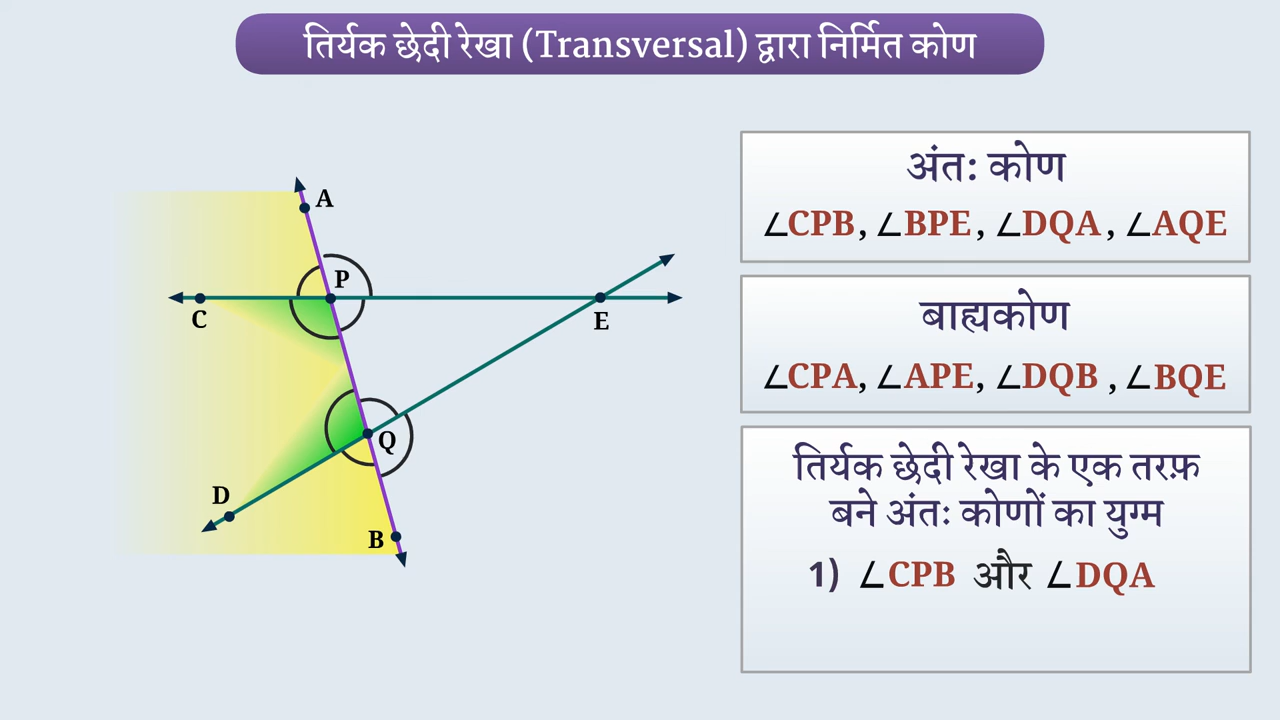 तिर्यक छेदी रेखा (Transversal) द्वारा निर्मित कोण
A
P
C
E
Q
D
B
अंत: कोण
∠CPB, ∠BPE, ∠DQA, ∠AQE
बाह्यकोण
∠CPA, ∠APE, ∠DQB, ∠BQE
तिर्यक छेदी रेखा के एक तरफ़
बने अंतः कोणों का युग्म
1) ∠CPB और ∠DQA